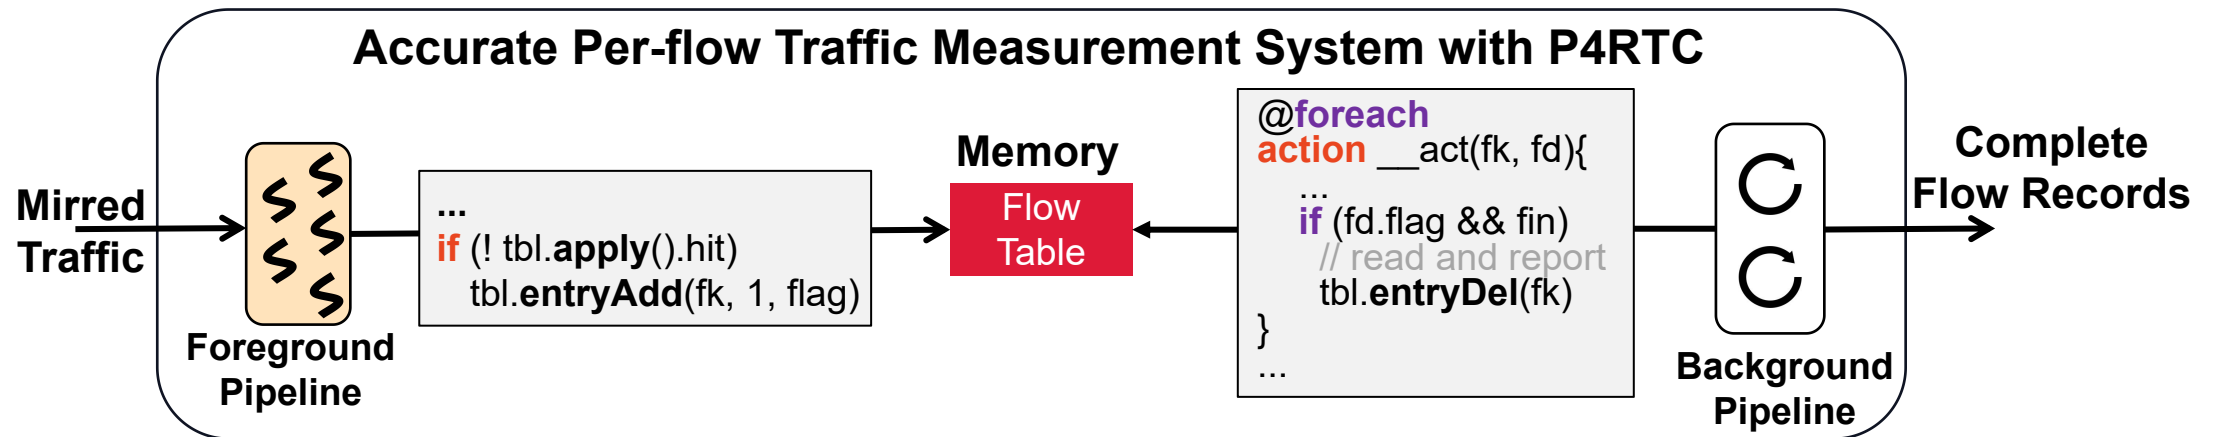 Accurate Per-flow Traffic Measurement System with P4RTC
Mirred
Traffic
Foreground
Pipeline
...
if (! tbl.apply().hit)
tbl.entryAdd(fk, 1, flag)
Memory
Flow
Table
@foreach
action __act(fk, fd){
...
if (fd.flag && fin)
// read and report
tbl.entryDel(fk)
}
...
Background
Pipeline
Complete
Flow Records